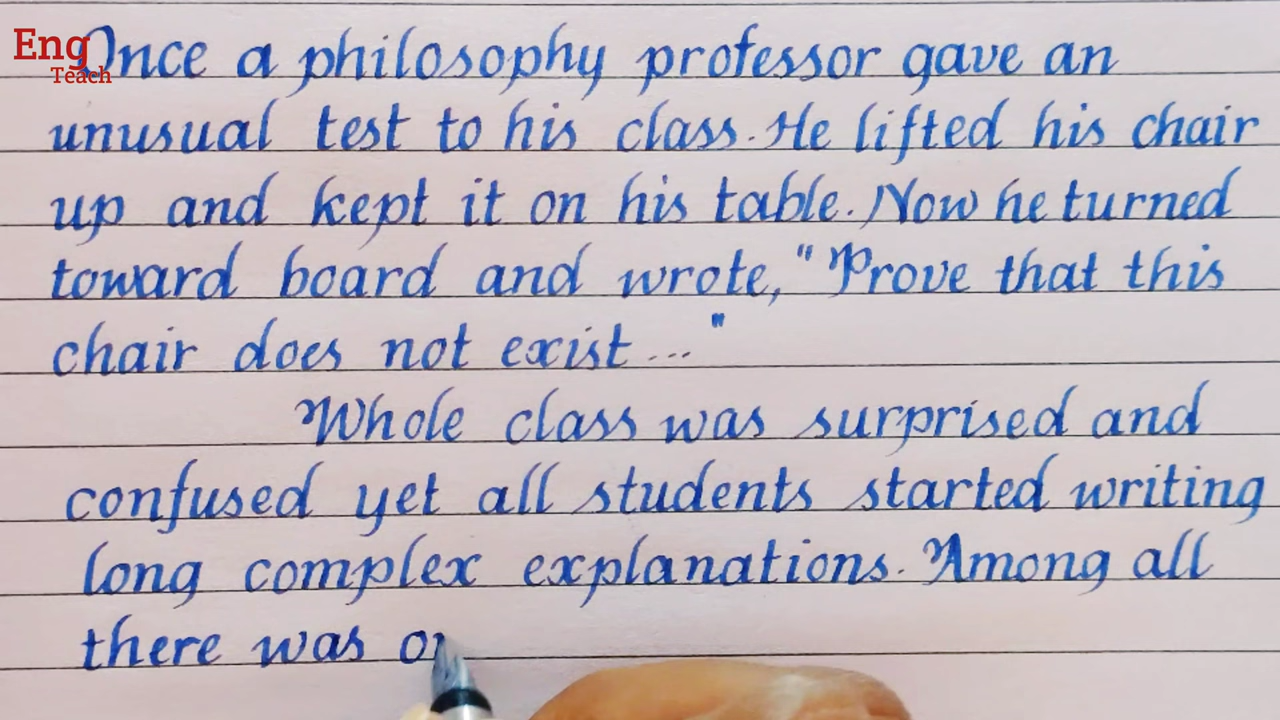 Eng
Teach
Once a philosophy professor gave an
unusual test to his class. He lifted his chair
up and kept it on his table. Now he turned
toward board and wrote, "Prove that this
chair does not exist ... "
Whole class was surprised and
confused yet all students started writing
long complex explanations. Among all
there was